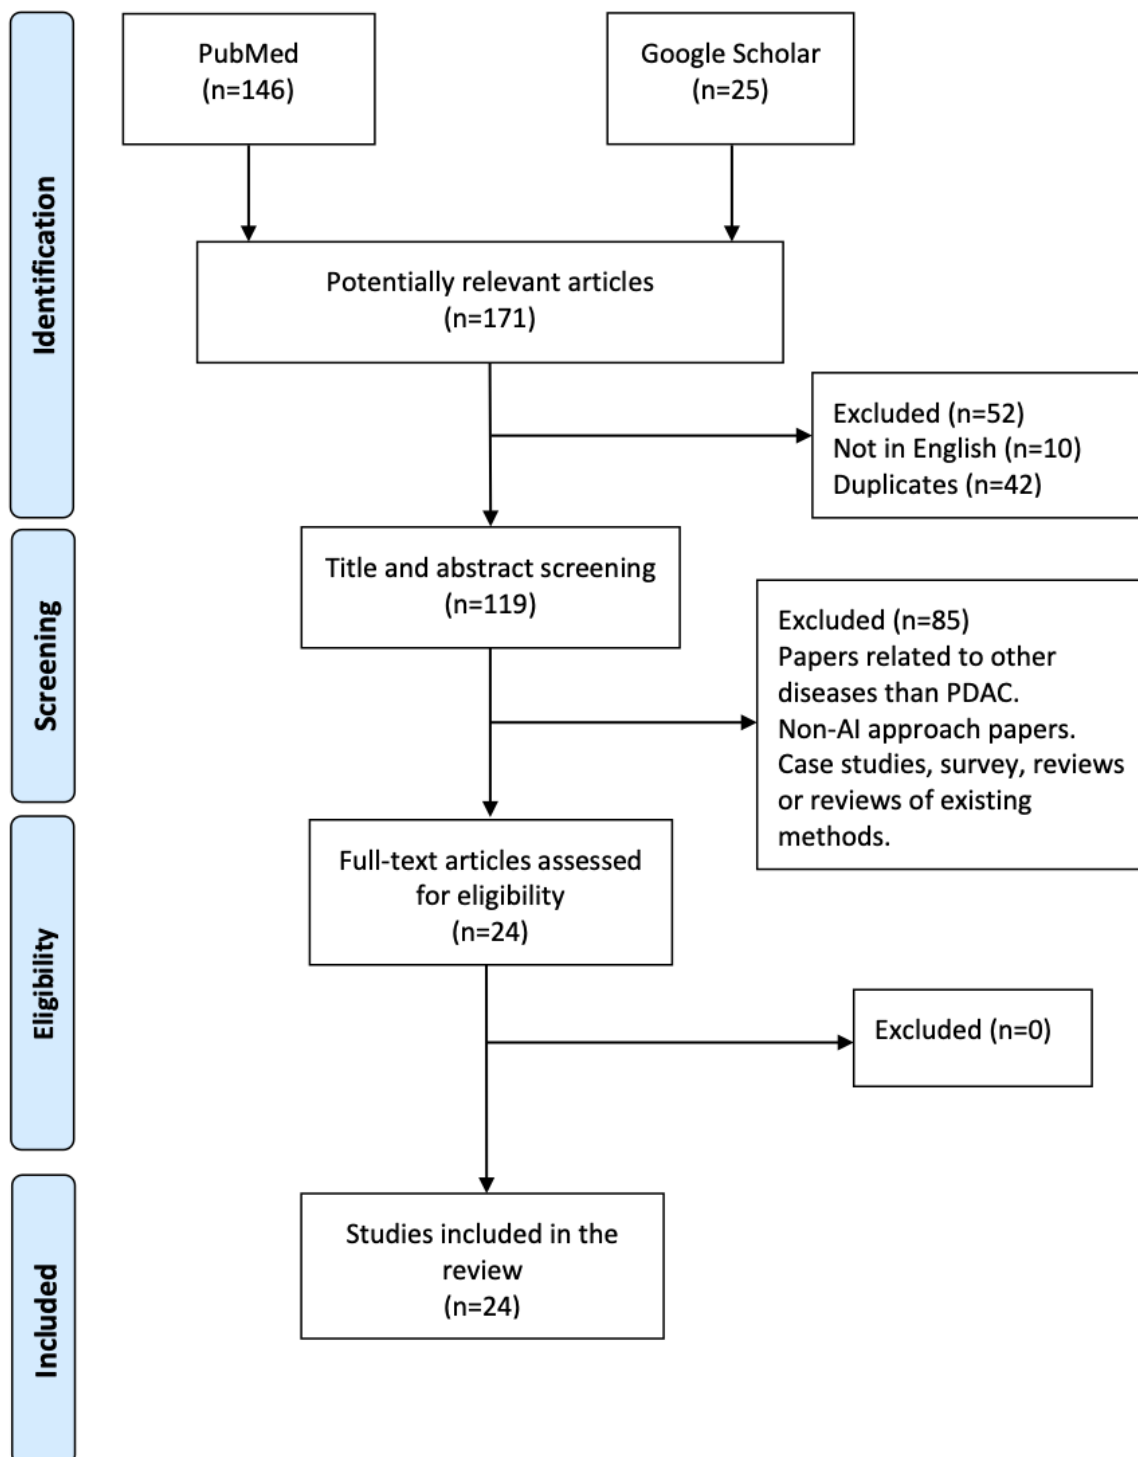 PubMed
(n=146)
Google Scholar
(n=25)
Identification
Potentially relevant articles
(n=171)
Excluded (n=52)
Not in English (n=10)
Duplicates (n=42)
Screening
Title and abstract screening
(n=119)
Excluded (n=85)
Papers related to other
diseases than PDAC.
Non-AI approach papers.
Case studies, survey, reviews
or reviews of existing
methods.
Eligibility
Full-text articles assessed
for eligibility
(n=24)
Excluded (n=0)
Included
Studies included in the
review
(n=24)